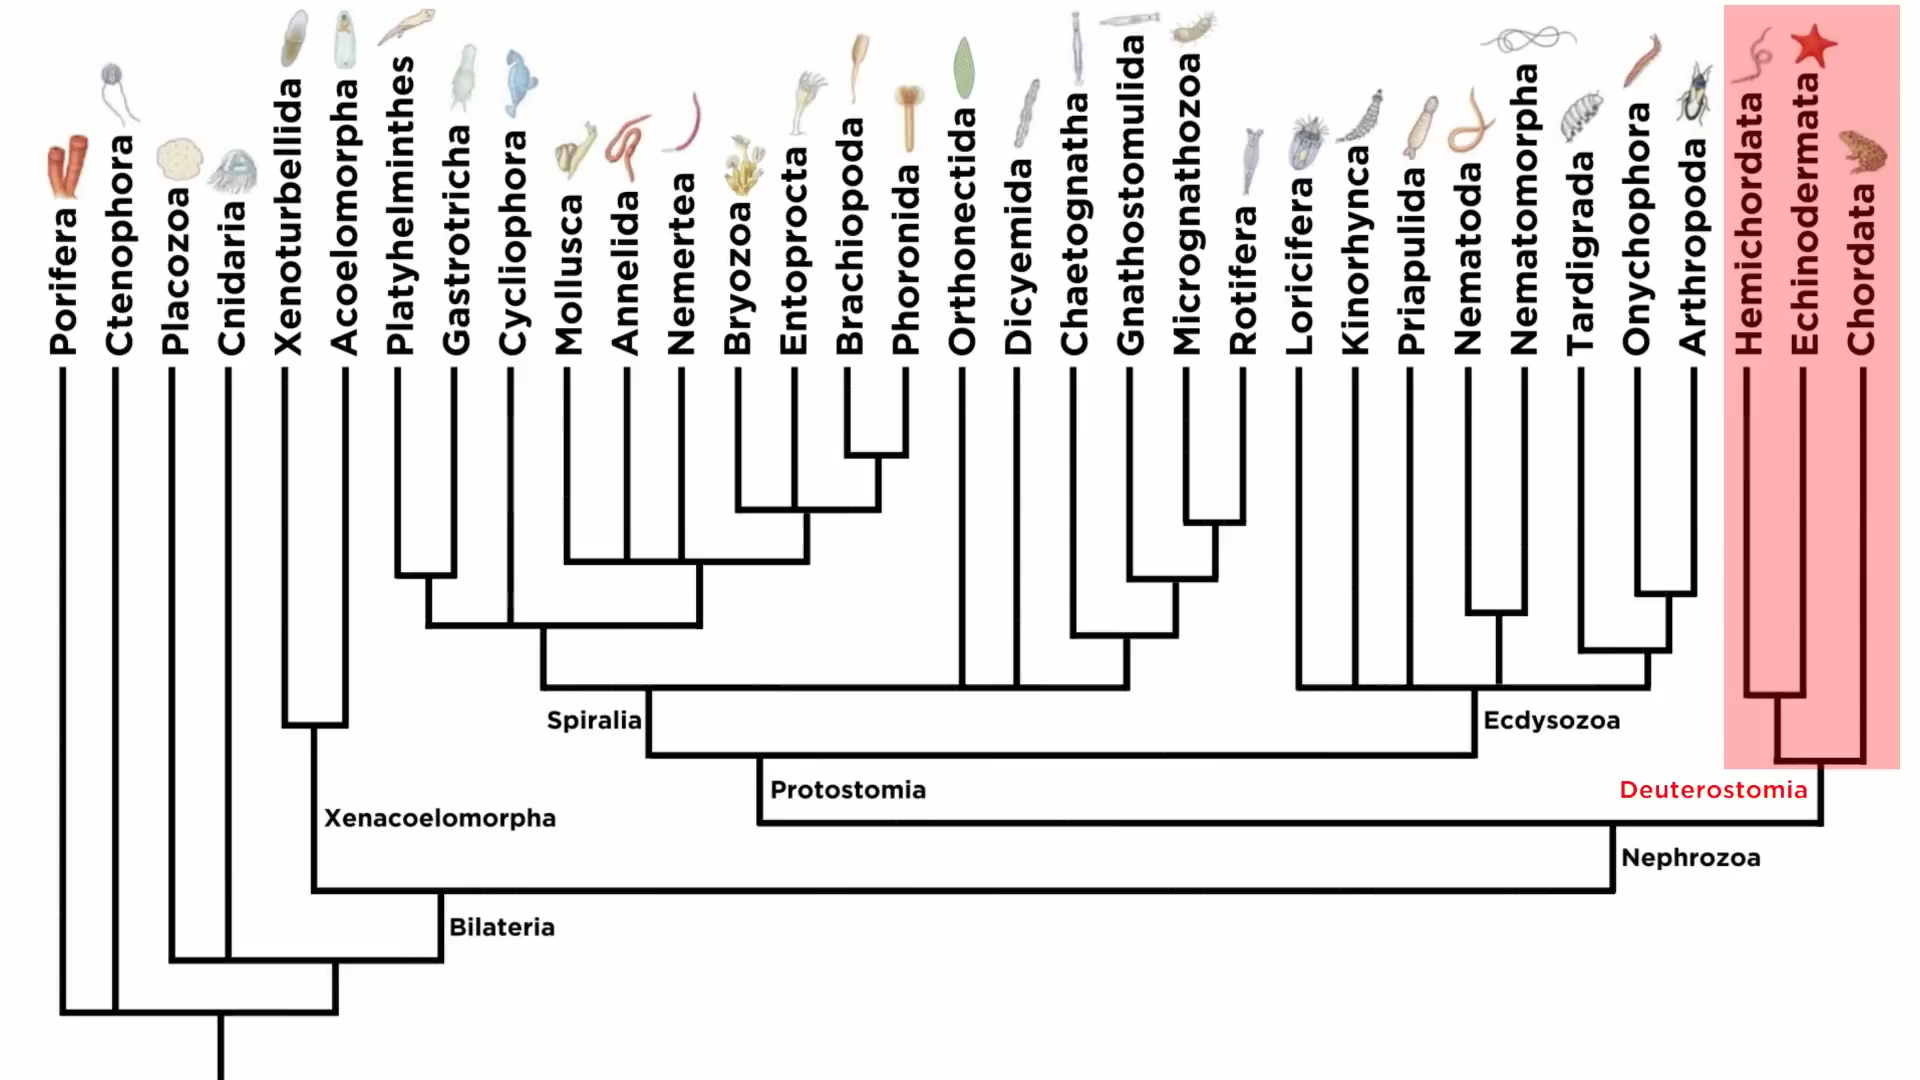 Porifera
Ctenophora
Placozoa
Cnidaria
Xenoturbellida
Acoelomorpha
Platyhelminthes
Gastrotricha
Cycliophora
Mollusca
Annelida
Nemertea
Bryozoa
Entoprocta
Brachiopoda
Phoronida
Orthonectida
Dicyemida
Chaetognatha
Gnathostomulida
Micrognathozoa
Rotifera
Loricifera
Kinorhynca
Priapulida
Nematoda
Nematomorpha
Tardigrada
Onychophora
Arthropoda
Hemichordata
Echinodermata
Chordata
Spiralia
Ecdysozoa
Protostomia
Deuterostomia
Xenacoelomorpha
Nephrozoa
Bilateria